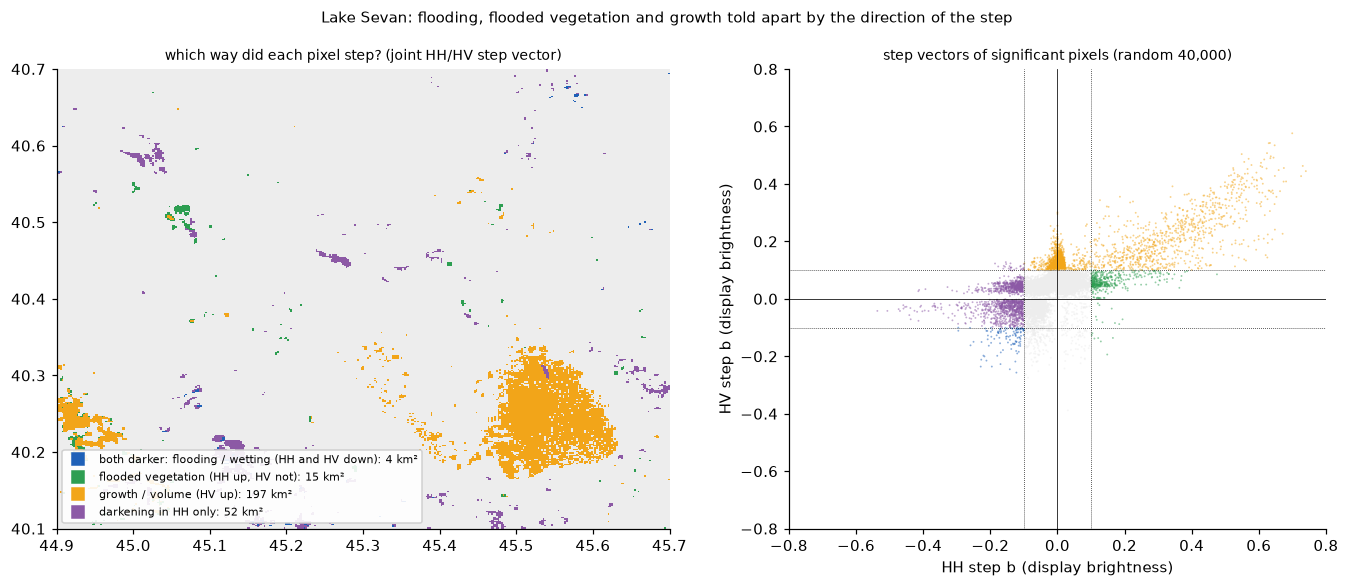 Lake Sevan: flooding, flooded vegetation and growth told apart by the direction of the step
which way did each pixel step? (joint HH/HV step vector)
40.7
40.6
40.5
40.4
40.3
40.2
40.1
44.9 45.0 45.1 45.2 45.3 45.4 45.5 45.6 45.7
both darker: flooding / wetting (HH and HV down): 4 km²
flooded vegetation (HH up, HV not): 15 km²
growth / volume (HV up): 197 km²
darkening in HH only: 52 km²
step vectors of significant pixels (random 40,000)
HV step b (display brightness)
0.8
0.6
0.4
0.2
0.0
−0.2
−0.4
−0.6
−0.8
−0.8 −0.6 −0.4 −0.2 0.0 0.2 0.4 0.6 0.8
HH step b (display brightness)